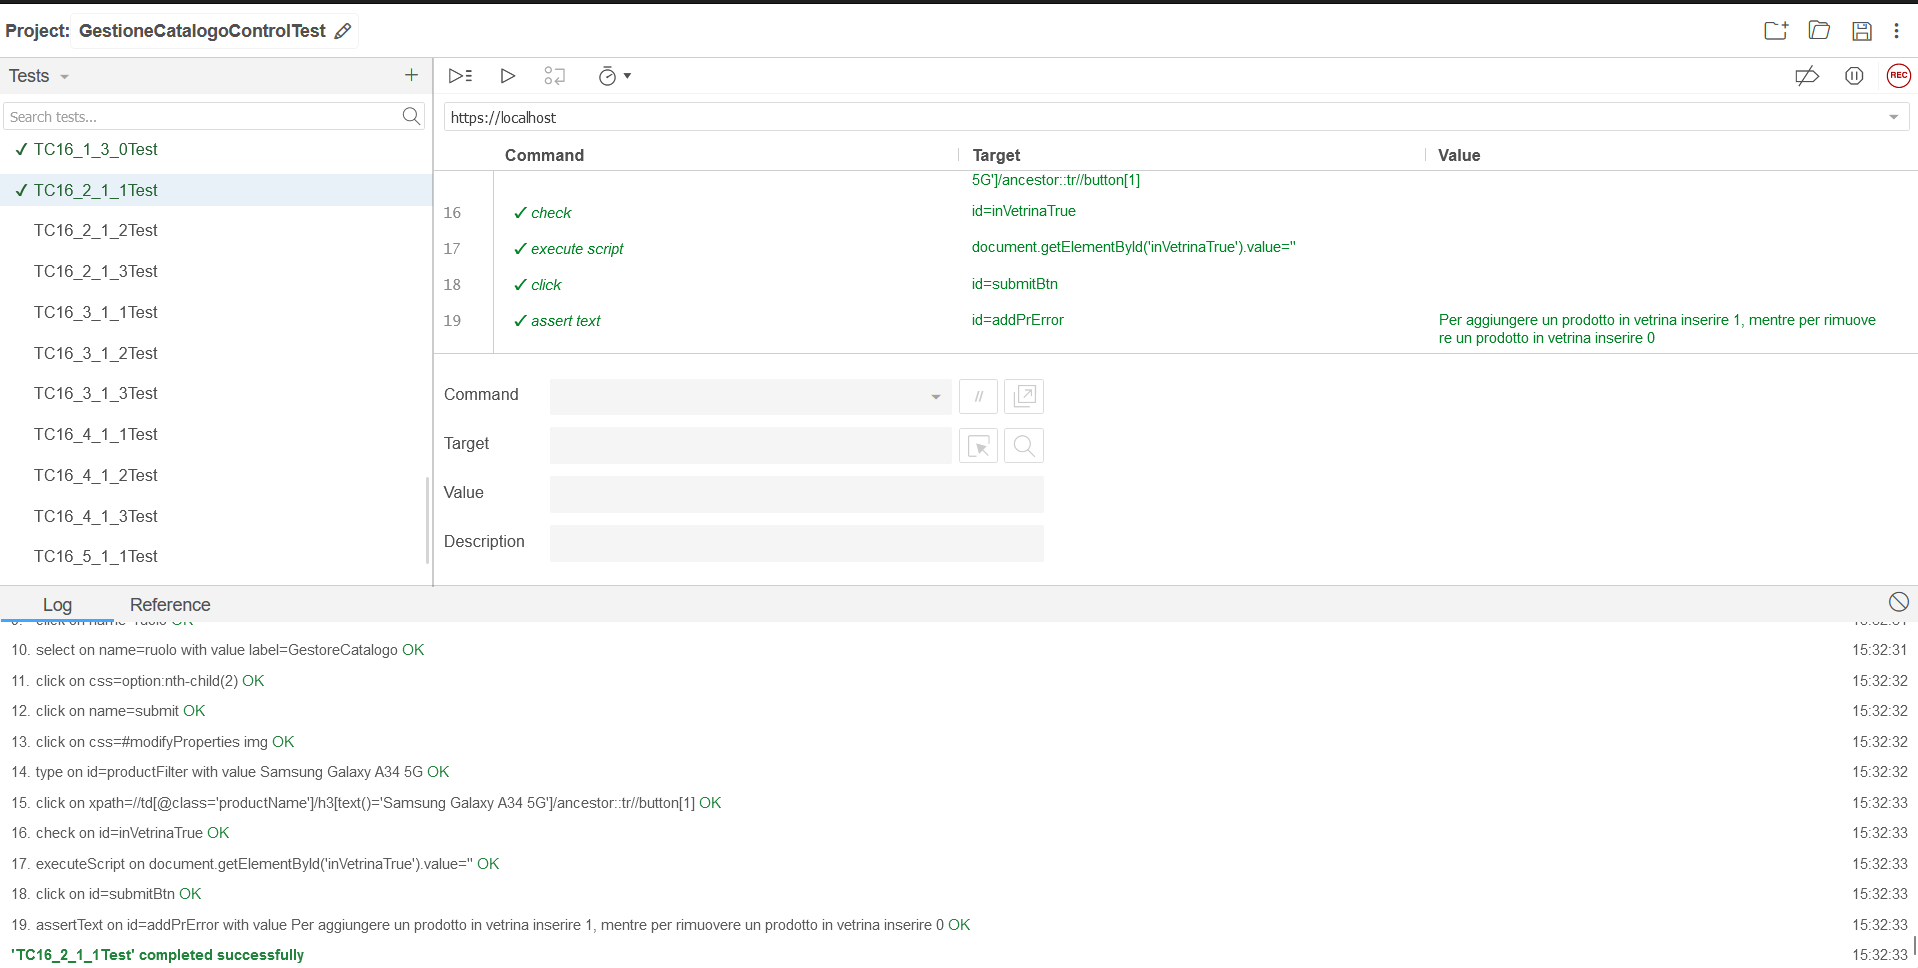 Project: GestioneCatalogoControlTest
Tests
REC
Search tests...
https://localhost
TC16_1_3_0Test
TC16_2_1_1Test
TC16_2_1_2Test
TC16_2_1_3Test
TC16_3_1_1Test
TC16_3_1_2Test
TC16_3_1_3Test
TC16_4_1_1Test
TC16_4_1_2Test
TC16_4_1_3Test
TC16_5_1_1Test
Command Target Value
5G']/ancestor::tr//button[1]
16 check id=inVetrinaTrue
17 execute script document.getElementById('inVetrinaTrue').value=''
18 click id=submitBtn
19 assert text id=addPrError Per aggiungere un prodotto in vetrina inserire 1, mentre per rimuove
re un prodotto in vetrina inserire 0
Command //
Target
Value
Description
Log Reference
9. click on name=ruolo OK 15:32:31
10. select on name=ruolo with value label=GestoreCatalogo OK 15:32:31
11. click on css=option:nth-child(2) OK 15:32:32
12. click on name=submit OK 15:32:32
13. click on css=#modifyProperties img OK 15:32:32
14. type on id=productFilter with value Samsung Galaxy A34 5G OK 15:32:32
15. click on xpath=//td[@class='productName']/h3[text()='Samsung Galaxy A34 5G']/ancestor::tr//button[1] OK 15:32:33
16. check on id=inVetrinaTrue OK 15:32:33
17. executeScript on document.getElementById('inVetrinaTrue').value='' OK 15:32:33
18. click on id=submitBtn OK 15:32:33
19. assertText on id=addPrError with value Per aggiungere un prodotto in vetrina inserire 1, mentre per rimuovere un prodotto in vetrina inserire 0 OK 15:32:33
'TC16_2_1_1Test' completed successfully 15:32:33